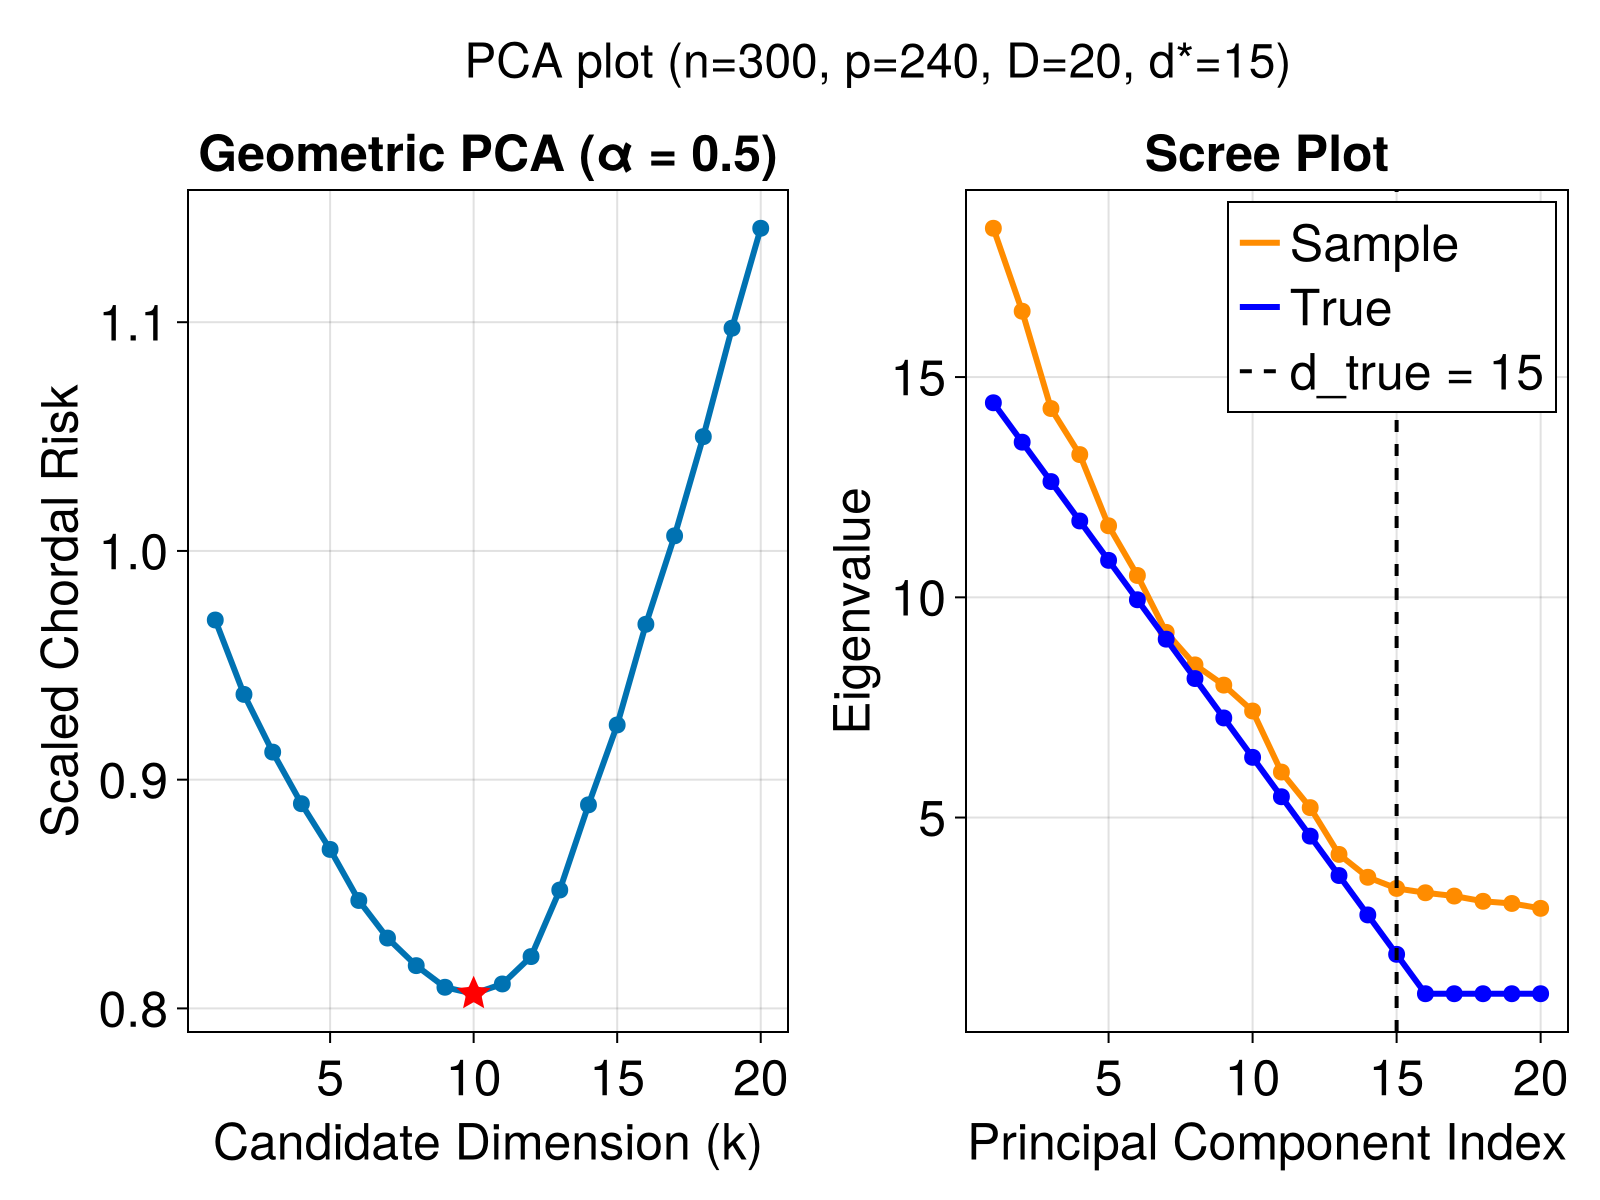 PCA plot (n=300, p=240, D=20, d*=15)
Geometric PCA (α = 0.5)
Scaled Chordal Risk
1.1
1.0
0.9
0.8
5 10 15 20
Candidate Dimension (k)
Scree Plot
Sample
True
d_true = 15
Eigenvalue
15
10
5
5 10 15 20
Principal Component Index